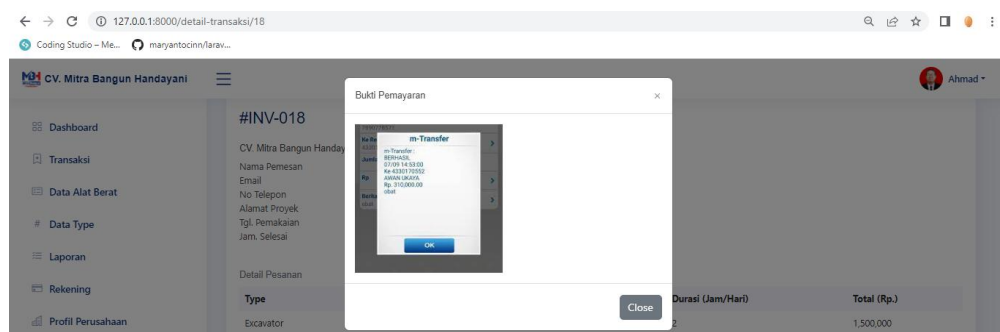 127.0.0.1:8000/detail-transaksi/18
Coding Studio – Me... maryantocinn/larav...
CV. Mitra Bangun Handayani
Ahmad
Dashboard
Transaksi
Data Alat Berat
# Data Type
Laporan
Rekening
Profil Perusahaan
#INV-018
CV. Mitra Bangun Handay
Nama Pemesan
Email
No Telepon
Alamat Proyek
Tgl. Pemakaian
Jam. Selesai
Detail Pesanan
Type Durasi (Jam/Hari) Total (Rp.)
Excavator 2 1,500,000
Bukti Pemayaran ×
m-Transfer
m-Transfer :
BERHASIL
07/09 14:53:00
Ke 4330170552
AWAN UKAYA
Rp. 310,000.00
obat
OK
Close